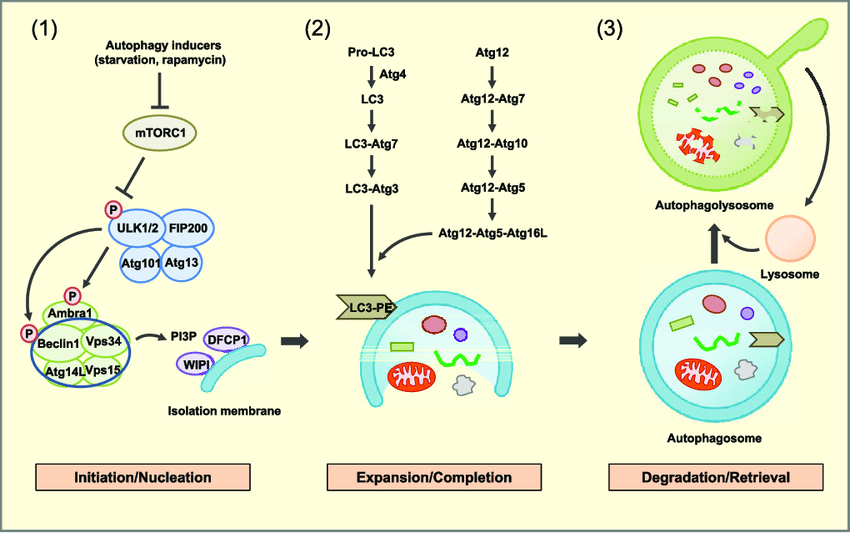 (1)
Autophagy inducers
(starvation, rapamycin)
mTORC1
P
ULK1/2
FIP200
Atg101
Atg13
P
Ambra1
P
Beclin1
Vps34
Atg14L
Vps15
PI3P
DFCP1
WIPI
Isolation membrane
Initiation/Nucleation
(2)
Pro-LC3
Atg4
LC3
LC3-Atg7
LC3-Atg3
Atg12
Atg12-Atg7
Atg12-Atg10
Atg12-Atg5
Atg12-Atg5-Atg16L
LC3-PE
Expansion/Completion
(3)
Autophagolysosome
Lysosome
Autophagosome
Degradation/Retrieval